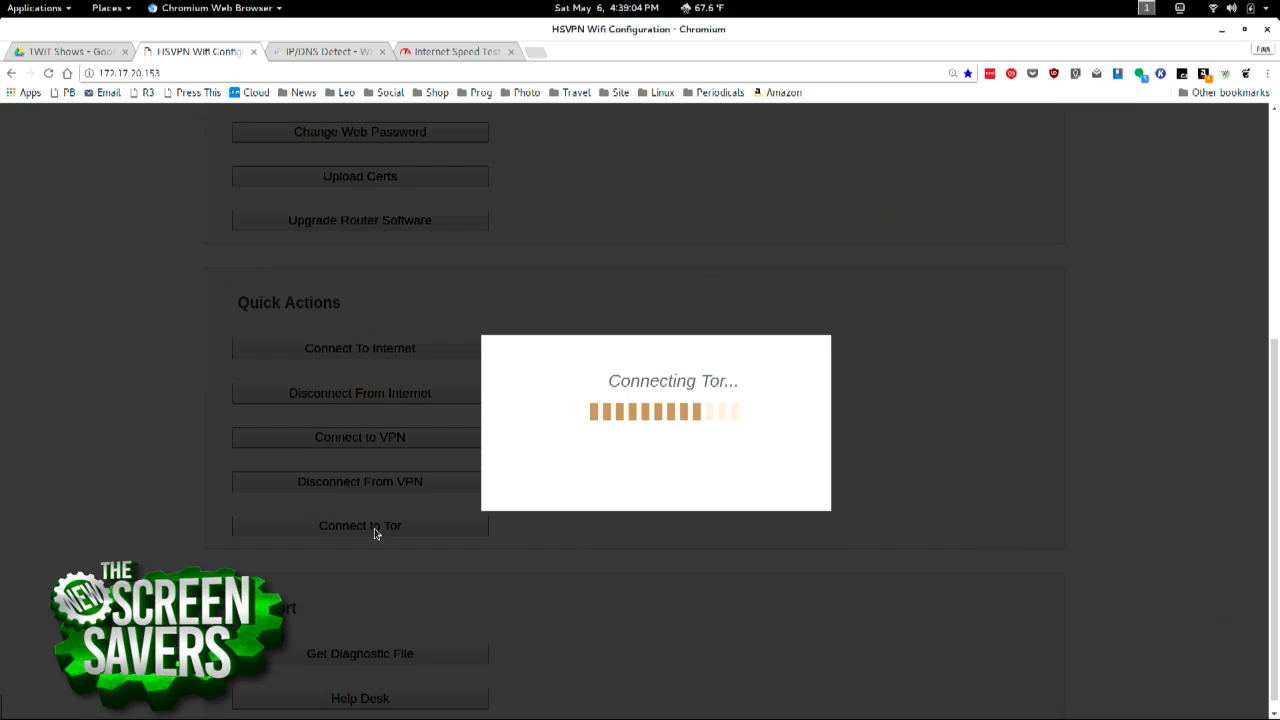 Applications Places Chromium Web Browser Sat May 6, 4:39:04 PM 67.6 °F 1
HSVPN Wifi Configuration - Chromium
TWiT Shows - Goo HSVPN Wifi Config IP/DNS Detect - W Internet Speed Test
172.17.20.153
Apps PB Email R3 Press This Cloud News Leo Social Shop Prog Photo Travel Site Linux Periodicals Amazon Other bookmarks
Change Web Password
Upload Certs
Upgrade Router Software
Quick Actions
Connect To Internet
Disconnect From Internet
Connect to VPN
Disconnect From VPN
Connect to Tor
Connecting Tor...
THE
NEW SCREEN
SAVERS
ort
Get Diagnostic File
Help Desk